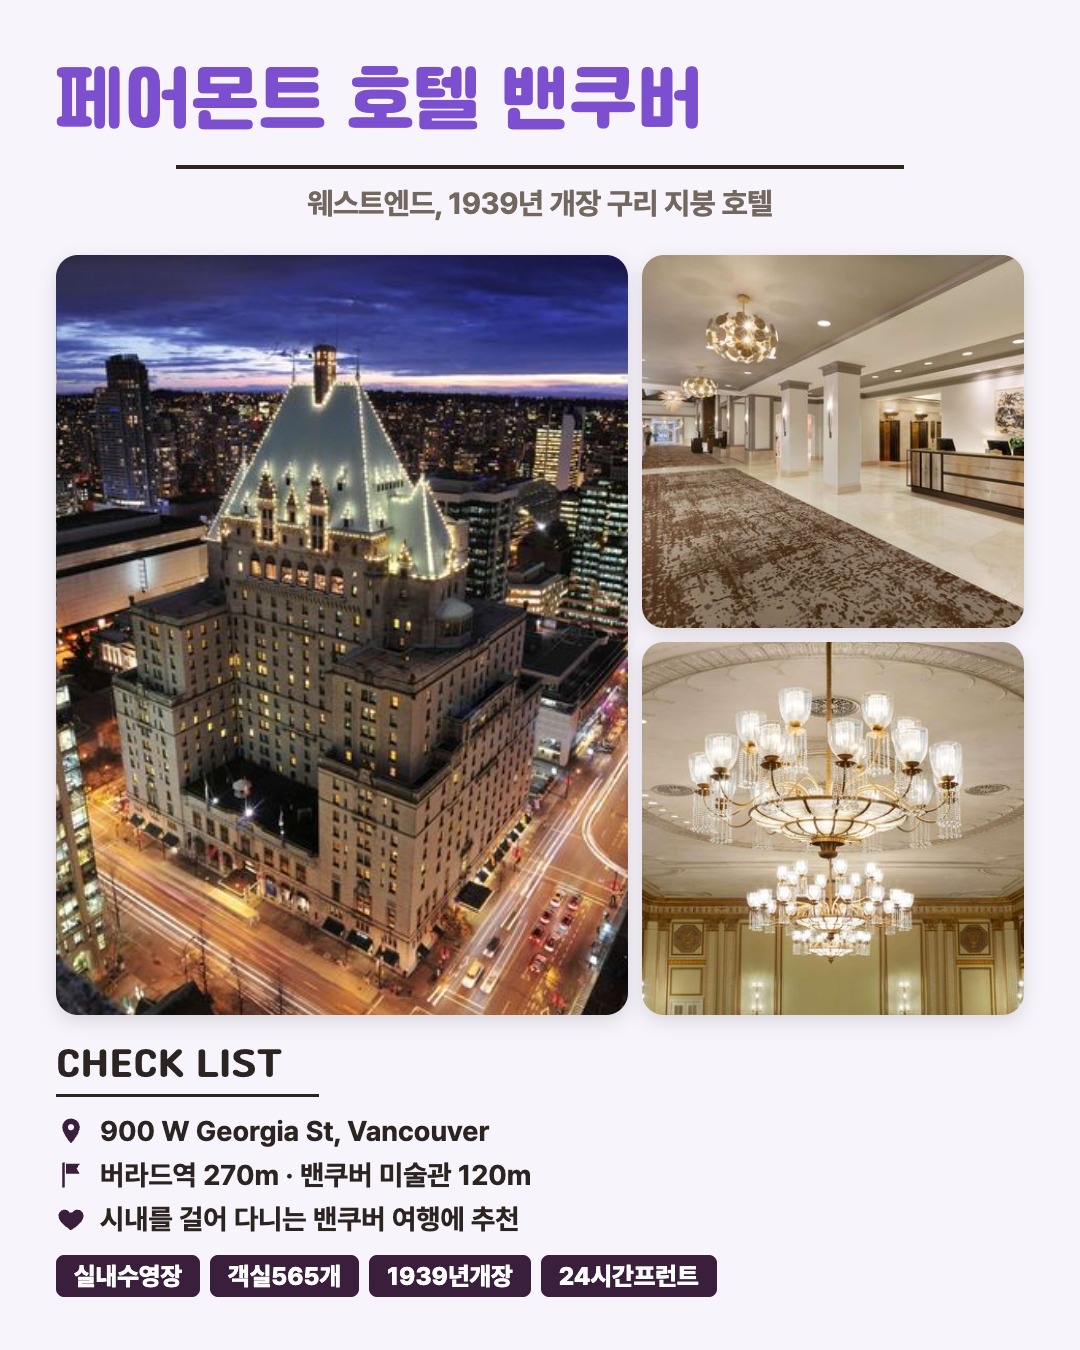 페어몬트 호텔 밴쿠버
웨스트엔드, 1939년 개장 구리 지붕 호텔
CHECK LIST
900 W Georgia St, Vancouver
버라드역 270m · 밴쿠버 미술관 120m
시내를 걸어 다니는 밴쿠버 여행에 추천
실내수영장 객실565개 1939년개장 24시간프런트